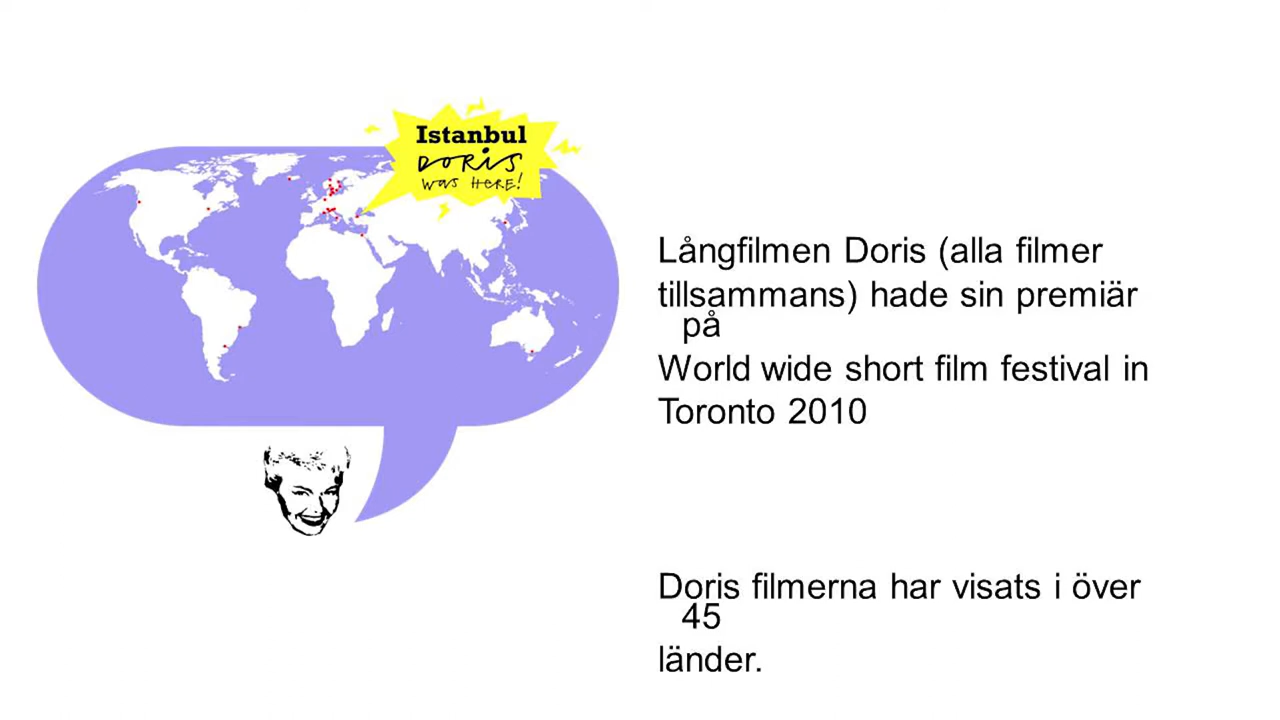 Istanbul
DORIS
WAS HERE!
Långfilmen Doris (alla filmer
tillsammans) hade sin premiär
på
World wide short film festival in
Toronto 2010
Doris filmerna har visats i över
45
länder.